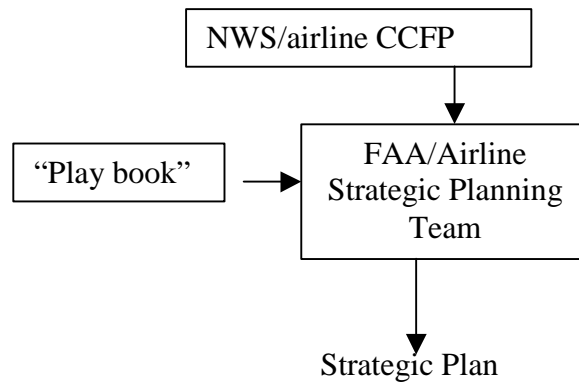 NWS/airline CCFP
“Play book”
FAA/Airline
Strategic Planning
Team
Strategic Plan